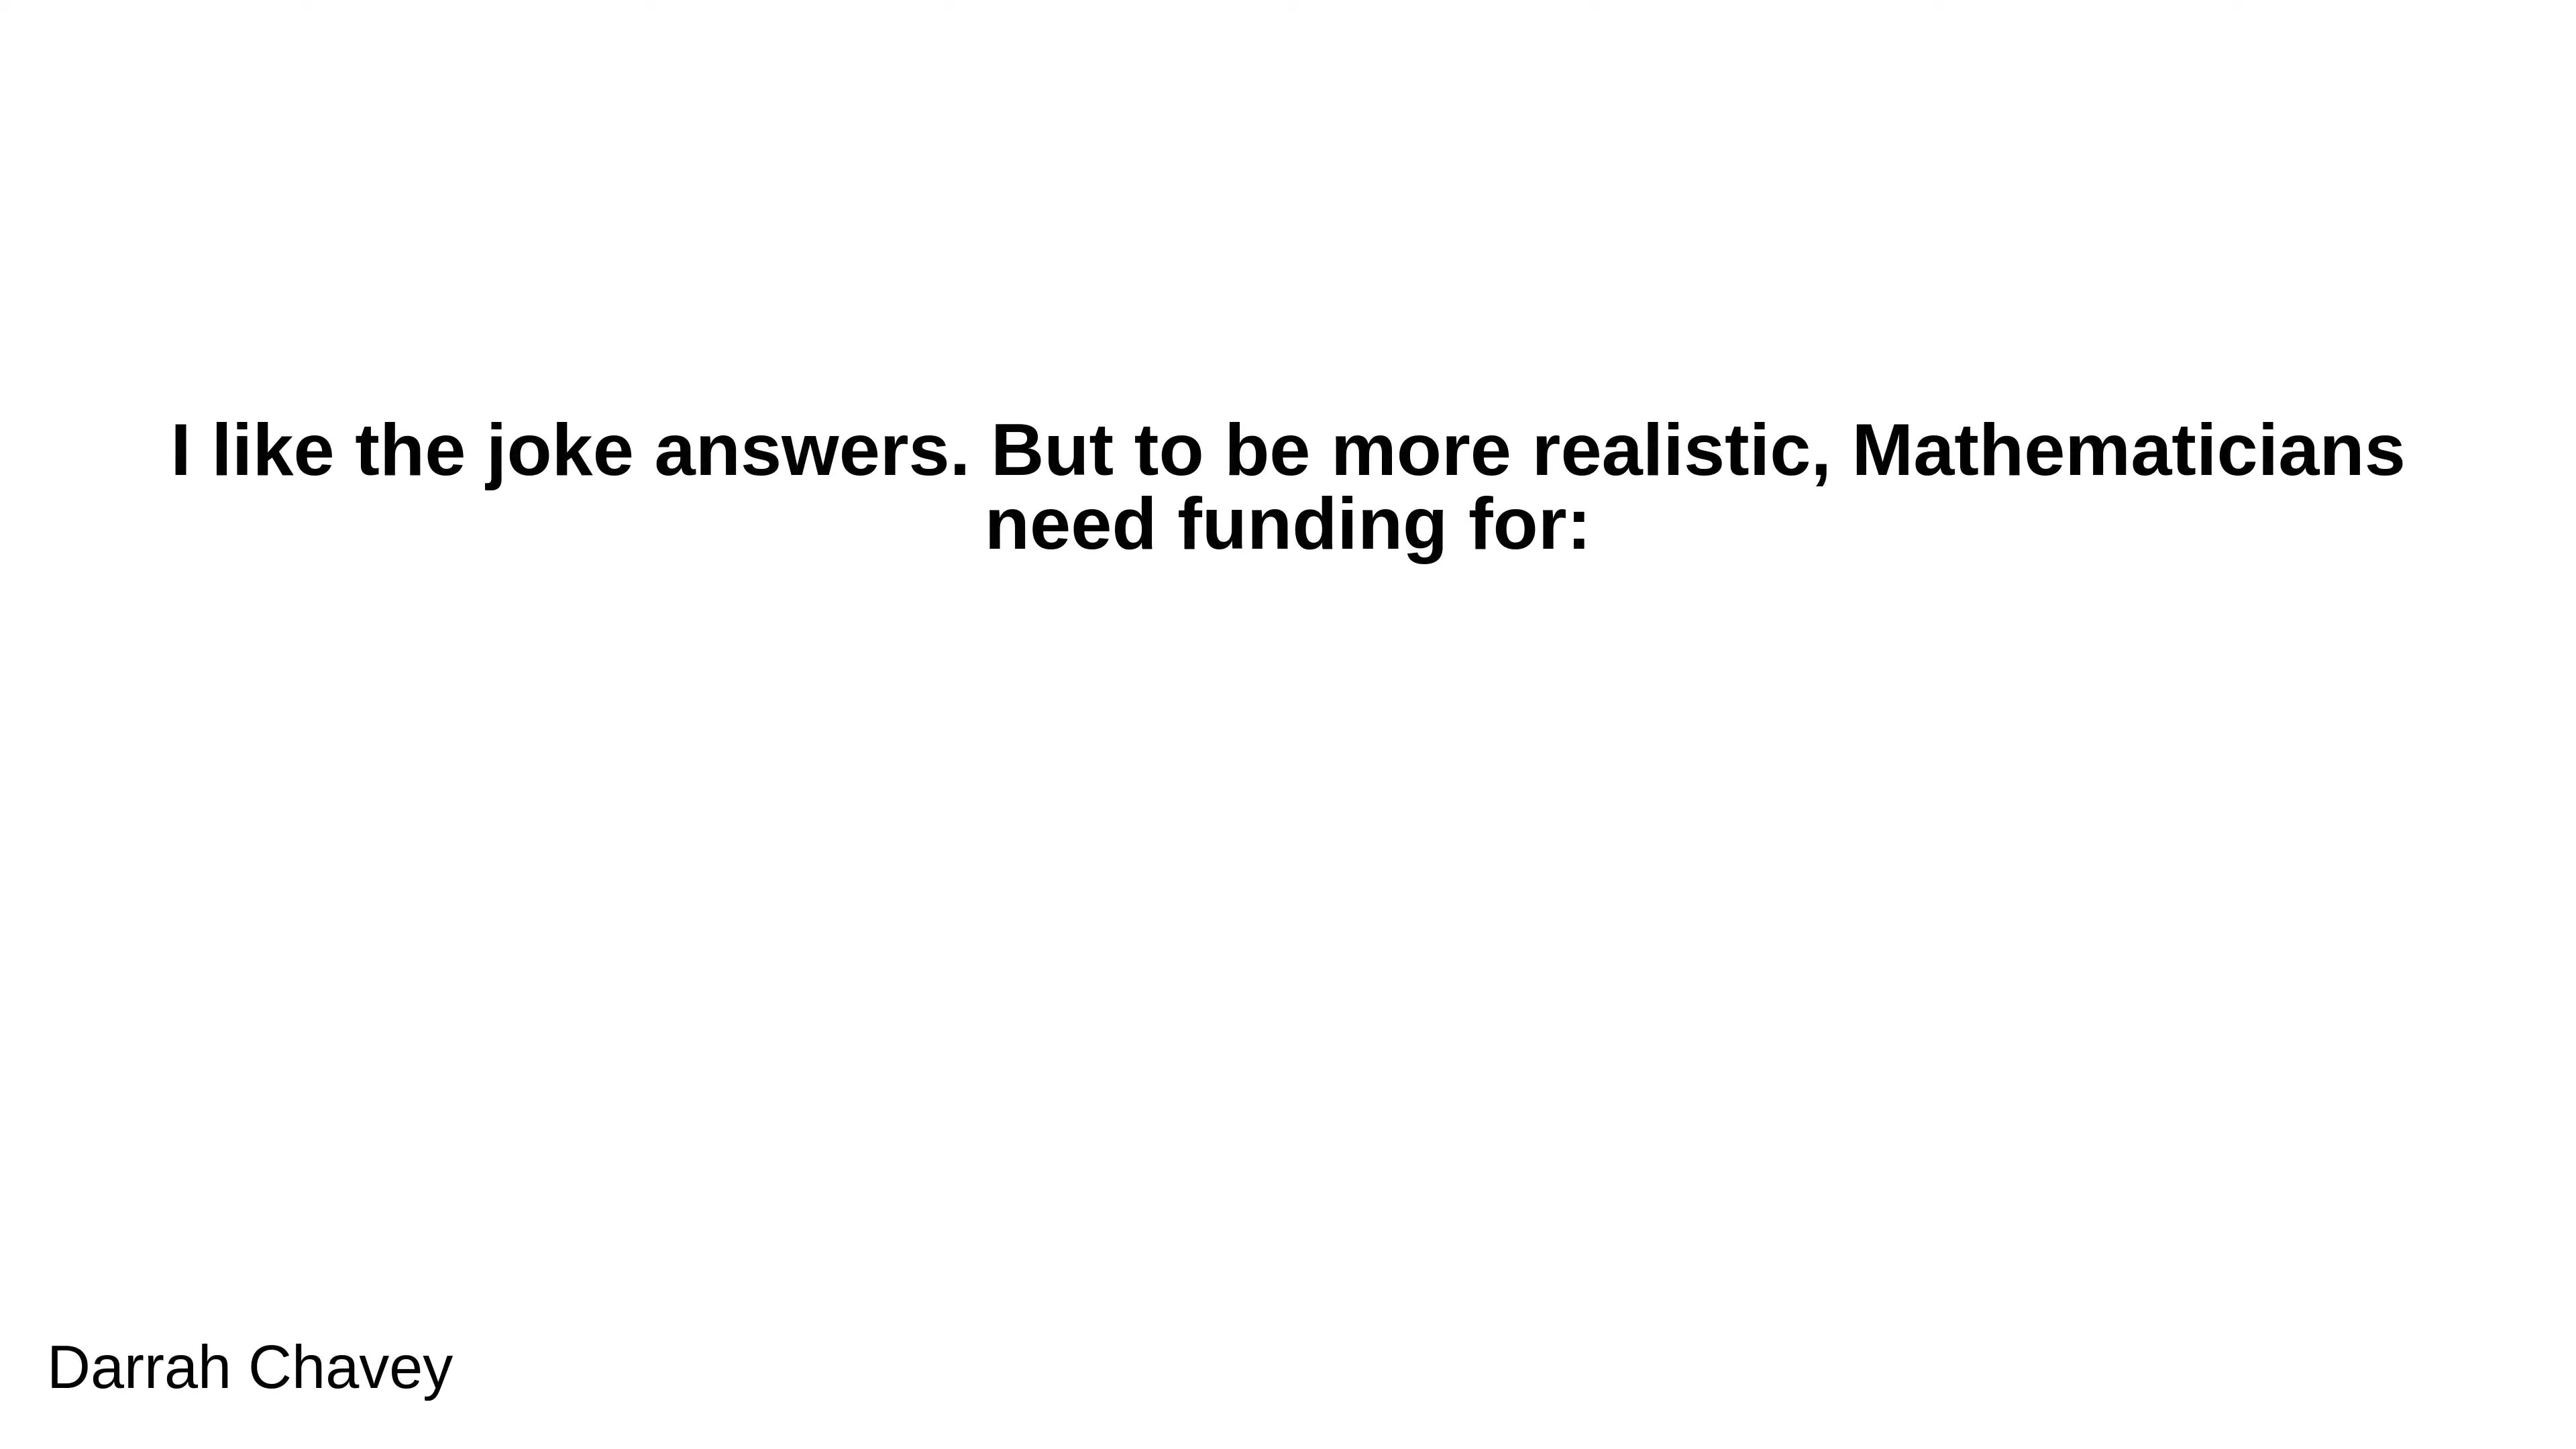 I like the joke answers. But to be more realistic, Mathematicians
need funding for:
Darrah Chavey